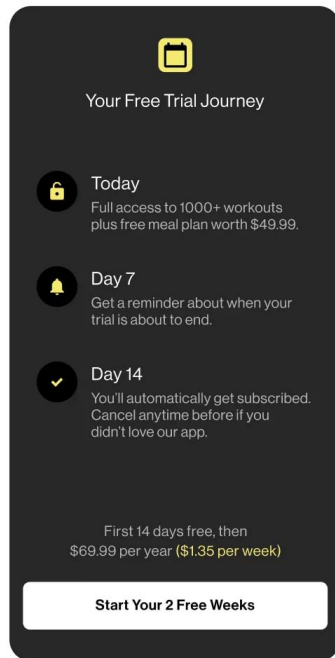 Your Free Trial Journey
Today
Full access to 1000+ workouts
plus free meal plan worth $49.99.
Day 7
Get a reminder about when your
trial is about to end.
Day 14
You'll automatically get subscribed.
Cancel anytime before if you
didn't love our app.
First 14 days free, then
$69.99 per year ($1.35 per week)
Start Your 2 Free Weeks